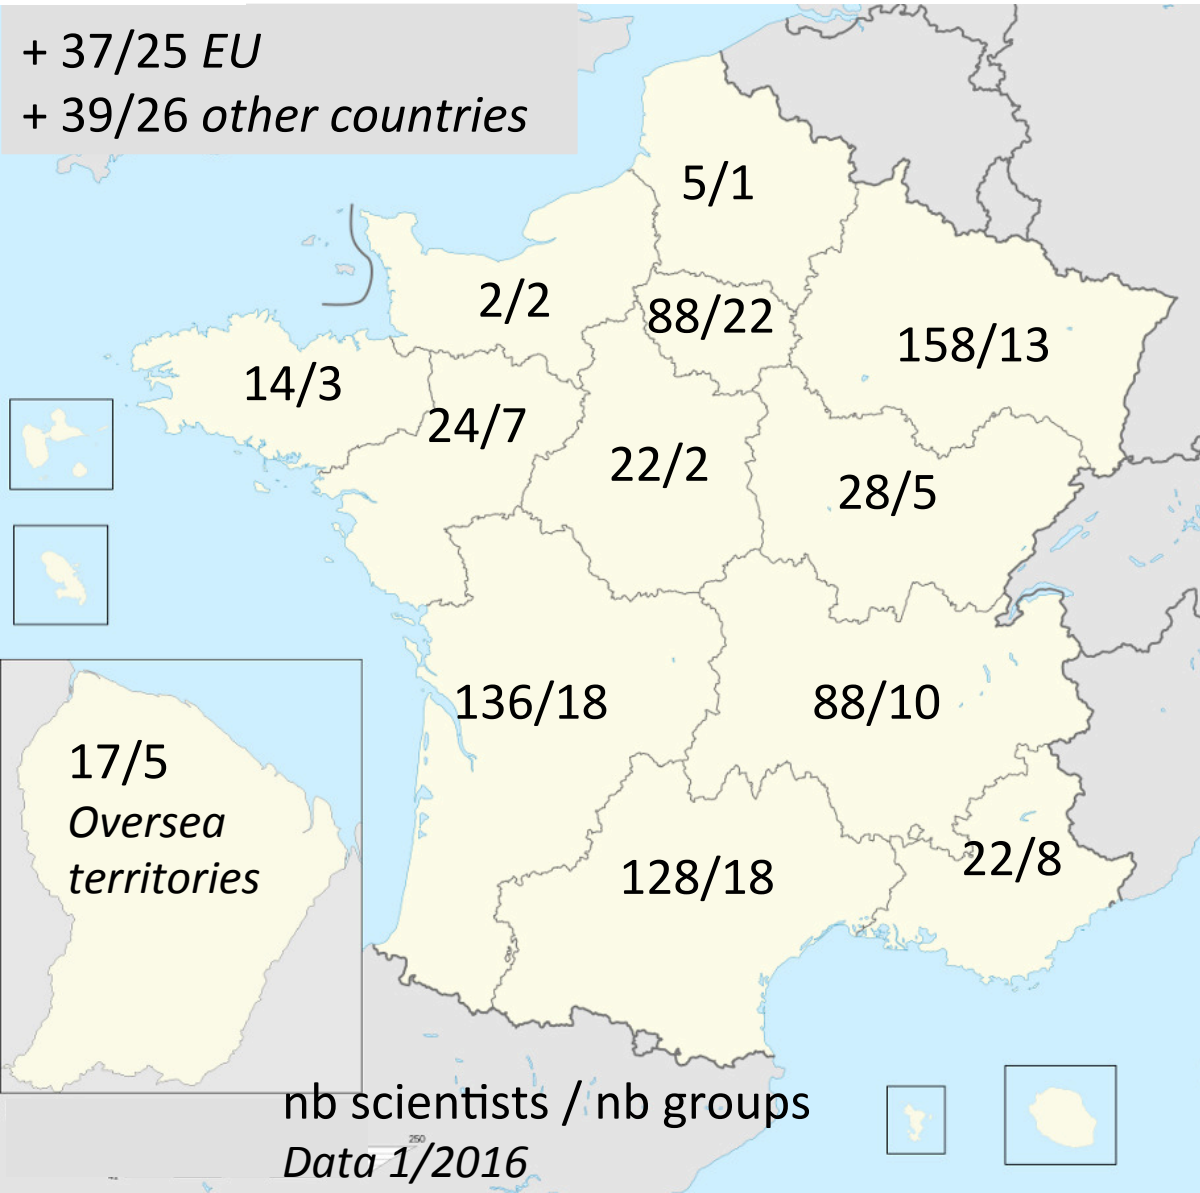 + 37/25 EU
+ 39/26 other countries
5/1
2/2
88/22
158/13
14/3
24/7
22/2
28/5
136/18
88/10
17/5
Oversea
territories
128/18
22/8
nb scientists / nb groups
250
Data 1/2016